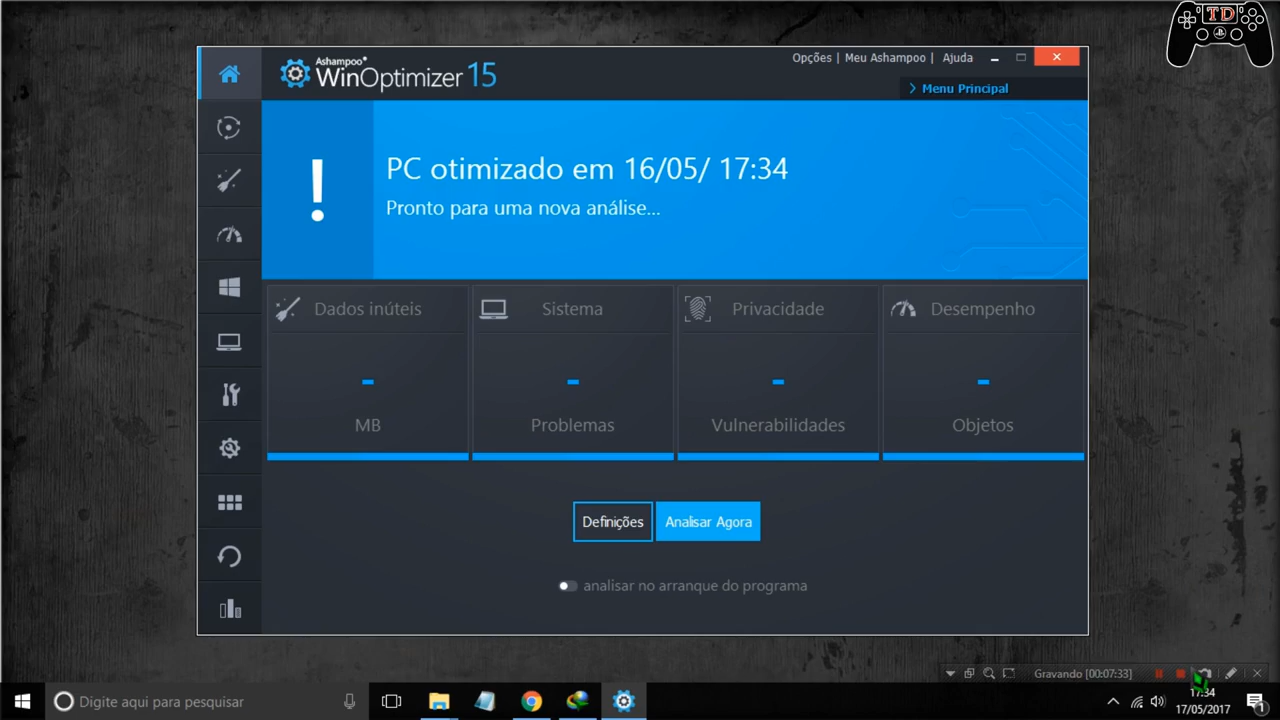 TD
Ashampoo®
WinOptimizer 15
Opções | Meu Ashampoo | Ajuda
Menu Principal
PC otimizado em 16/05/ 17:34
Pronto para uma nova análise...
Dados inúteis
Sistema
Privacidade
Desempenho
MB
Problemas
Vulnerabilidades
Objetos
Definições
Analisar Agora
analisar no arranque do programa
Gravando [00:07:33]
Digite aqui para pesquisar
17:34
17/05/2017
1